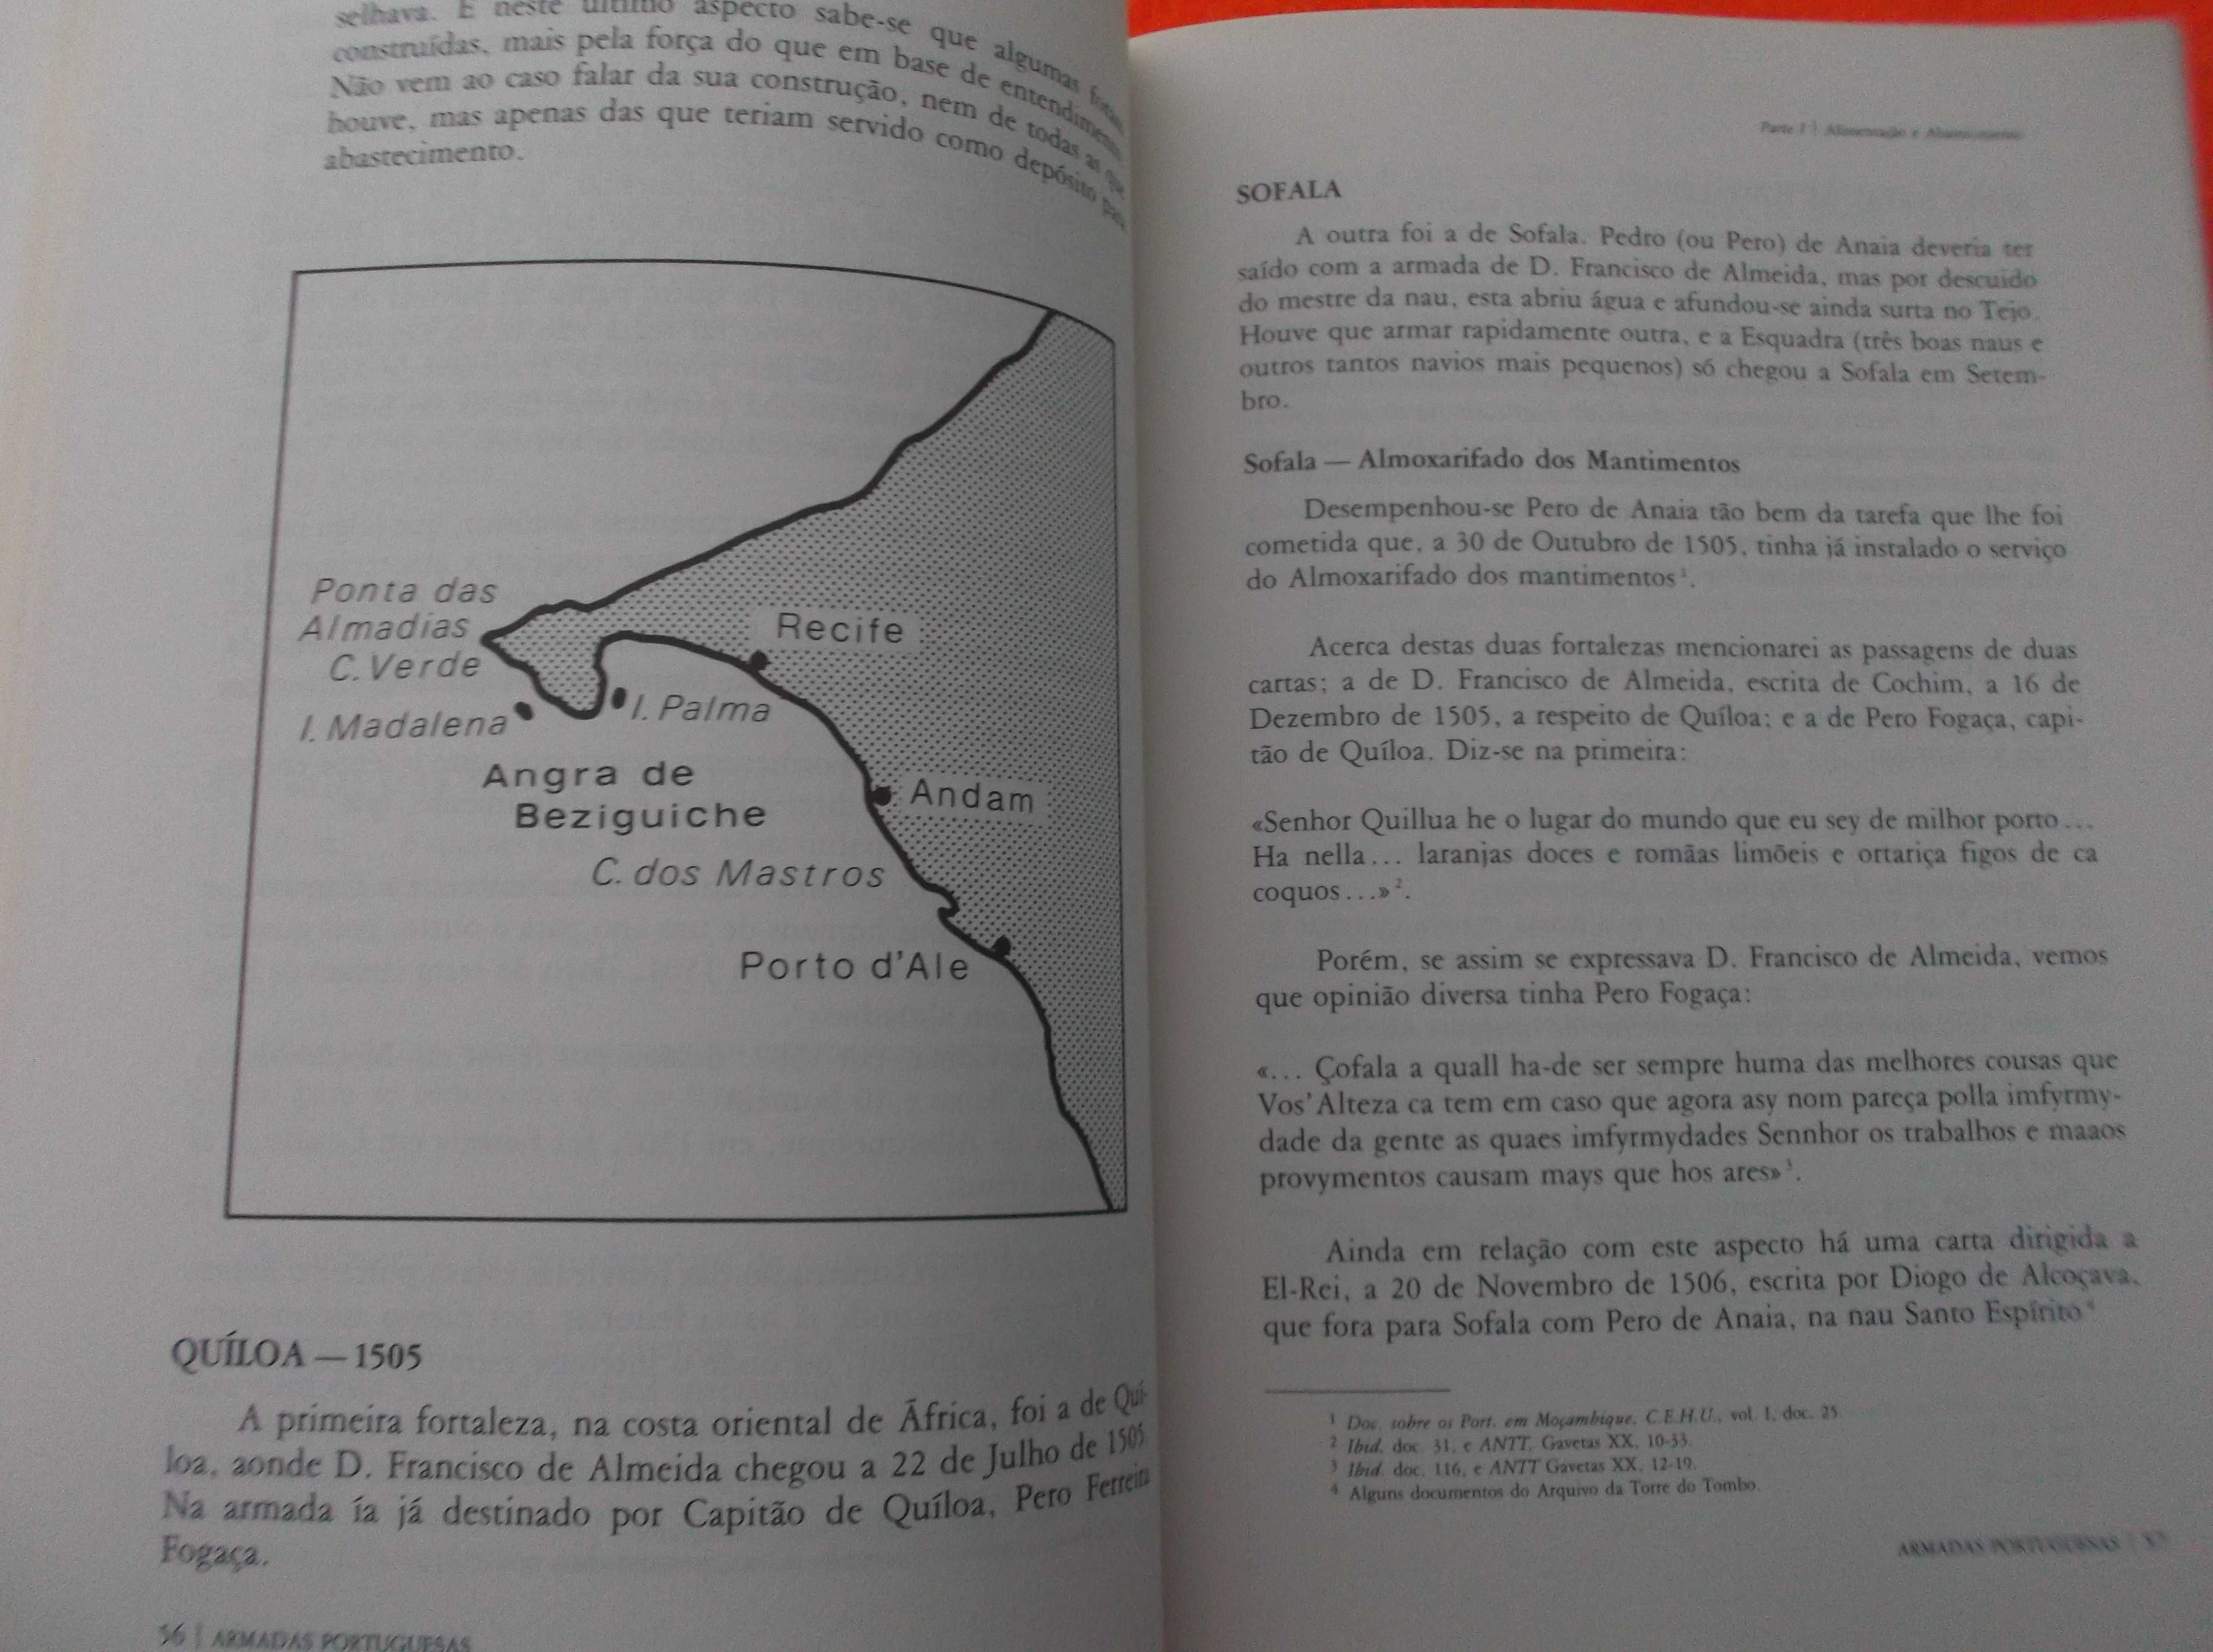 selhava. E neste último aspecto sabe-se que algumas foram
construídas, mais pela força do que em base de entendimento.
Não vem ao caso falar da sua construção, nem de todas as que
houve, mas apenas das que teriam servido como depósito para
abastecimento.
Ponta das
Almadias
C. Verde
I. Madalena
I. Palma
Recife
Angra de
Beziguiche
Andam
C. dos Mastros
Porto d'Ale
QUÍLOA — 1505
A primeira fortaleza, na costa oriental de África, foi a de Quí-
loa, aonde D. Francisco de Almeida chegou a 22 de Julho de 1505.
Na armada ía já destinado por Capitão de Quíloa, Pero Ferreira
Fogaça.
56 | ARMADAS PORTUGUESAS
Parte I | Alimentação e Abastecimento
SOFALA
A outra foi a de Sofala. Pedro (ou Pero) de Anaia deveria ter
saído com a armada de D. Francisco de Almeida, mas por descuido
do mestre da nau, esta abriu água e afundou-se ainda surta no Tejo.
Houve que armar rapidamente outra, e a Esquadra (três boas naus e
outros tantos navios mais pequenos) só chegou a Sofala em Setem-
bro.
Sofala — Almoxarifado dos Mantimentos
Desempenhou-se Pero de Anaia tão bem da tarefa que lhe foi
cometida que, a 30 de Outubro de 1505, tinha já instalado o serviço
do Almoxarifado dos mantimentos¹.
Acerca destas duas fortalezas mencionarei as passagens de duas
cartas; a de D. Francisco de Almeida, escrita de Cochim, a 16 de
Dezembro de 1505, a respeito de Quíloa; e a de Pero Fogaça, capi-
tão de Quíloa. Diz-se na primeira:
«Senhor Quillua he o lugar do mundo que eu sey de milhor porto...
Ha nella... laranjas doces e romãas limõeis e ortariça figos de ca
coquos...»².
Porém, se assim se expressava D. Francisco de Almeida, vemos
que opinião diversa tinha Pero Fogaça:
«... Çofala a quall ha-de ser sempre huma das melhores cousas que
Vos'Alteza ca tem em caso que agora asy nom pareça polla imfyrmy-
dade da gente as quaes imfyrmydades Sennhor os trabalhos e maaos
provymentos causam mays que hos ares»³.
Ainda em relação com este aspecto há uma carta dirigida a
El-Rei, a 20 de Novembro de 1506, escrita por Diogo de Alcoçava,
que fora para Sofala com Pero de Anaia, na nau Santo Espírito⁴
1 Doc. sobre os Port. em Moçambique, C.E.H.U., vol. I, doc. 25.
2 Ibid. doc. 31, e ANTT, Gavetas XX, 10-33.
3 Ibid. doc. 116, e ANTT Gavetas XX, 12-19.
4 Alguns documentos do Arquivo da Torre do Tombo.
ARMADAS PORTUGUESAS |